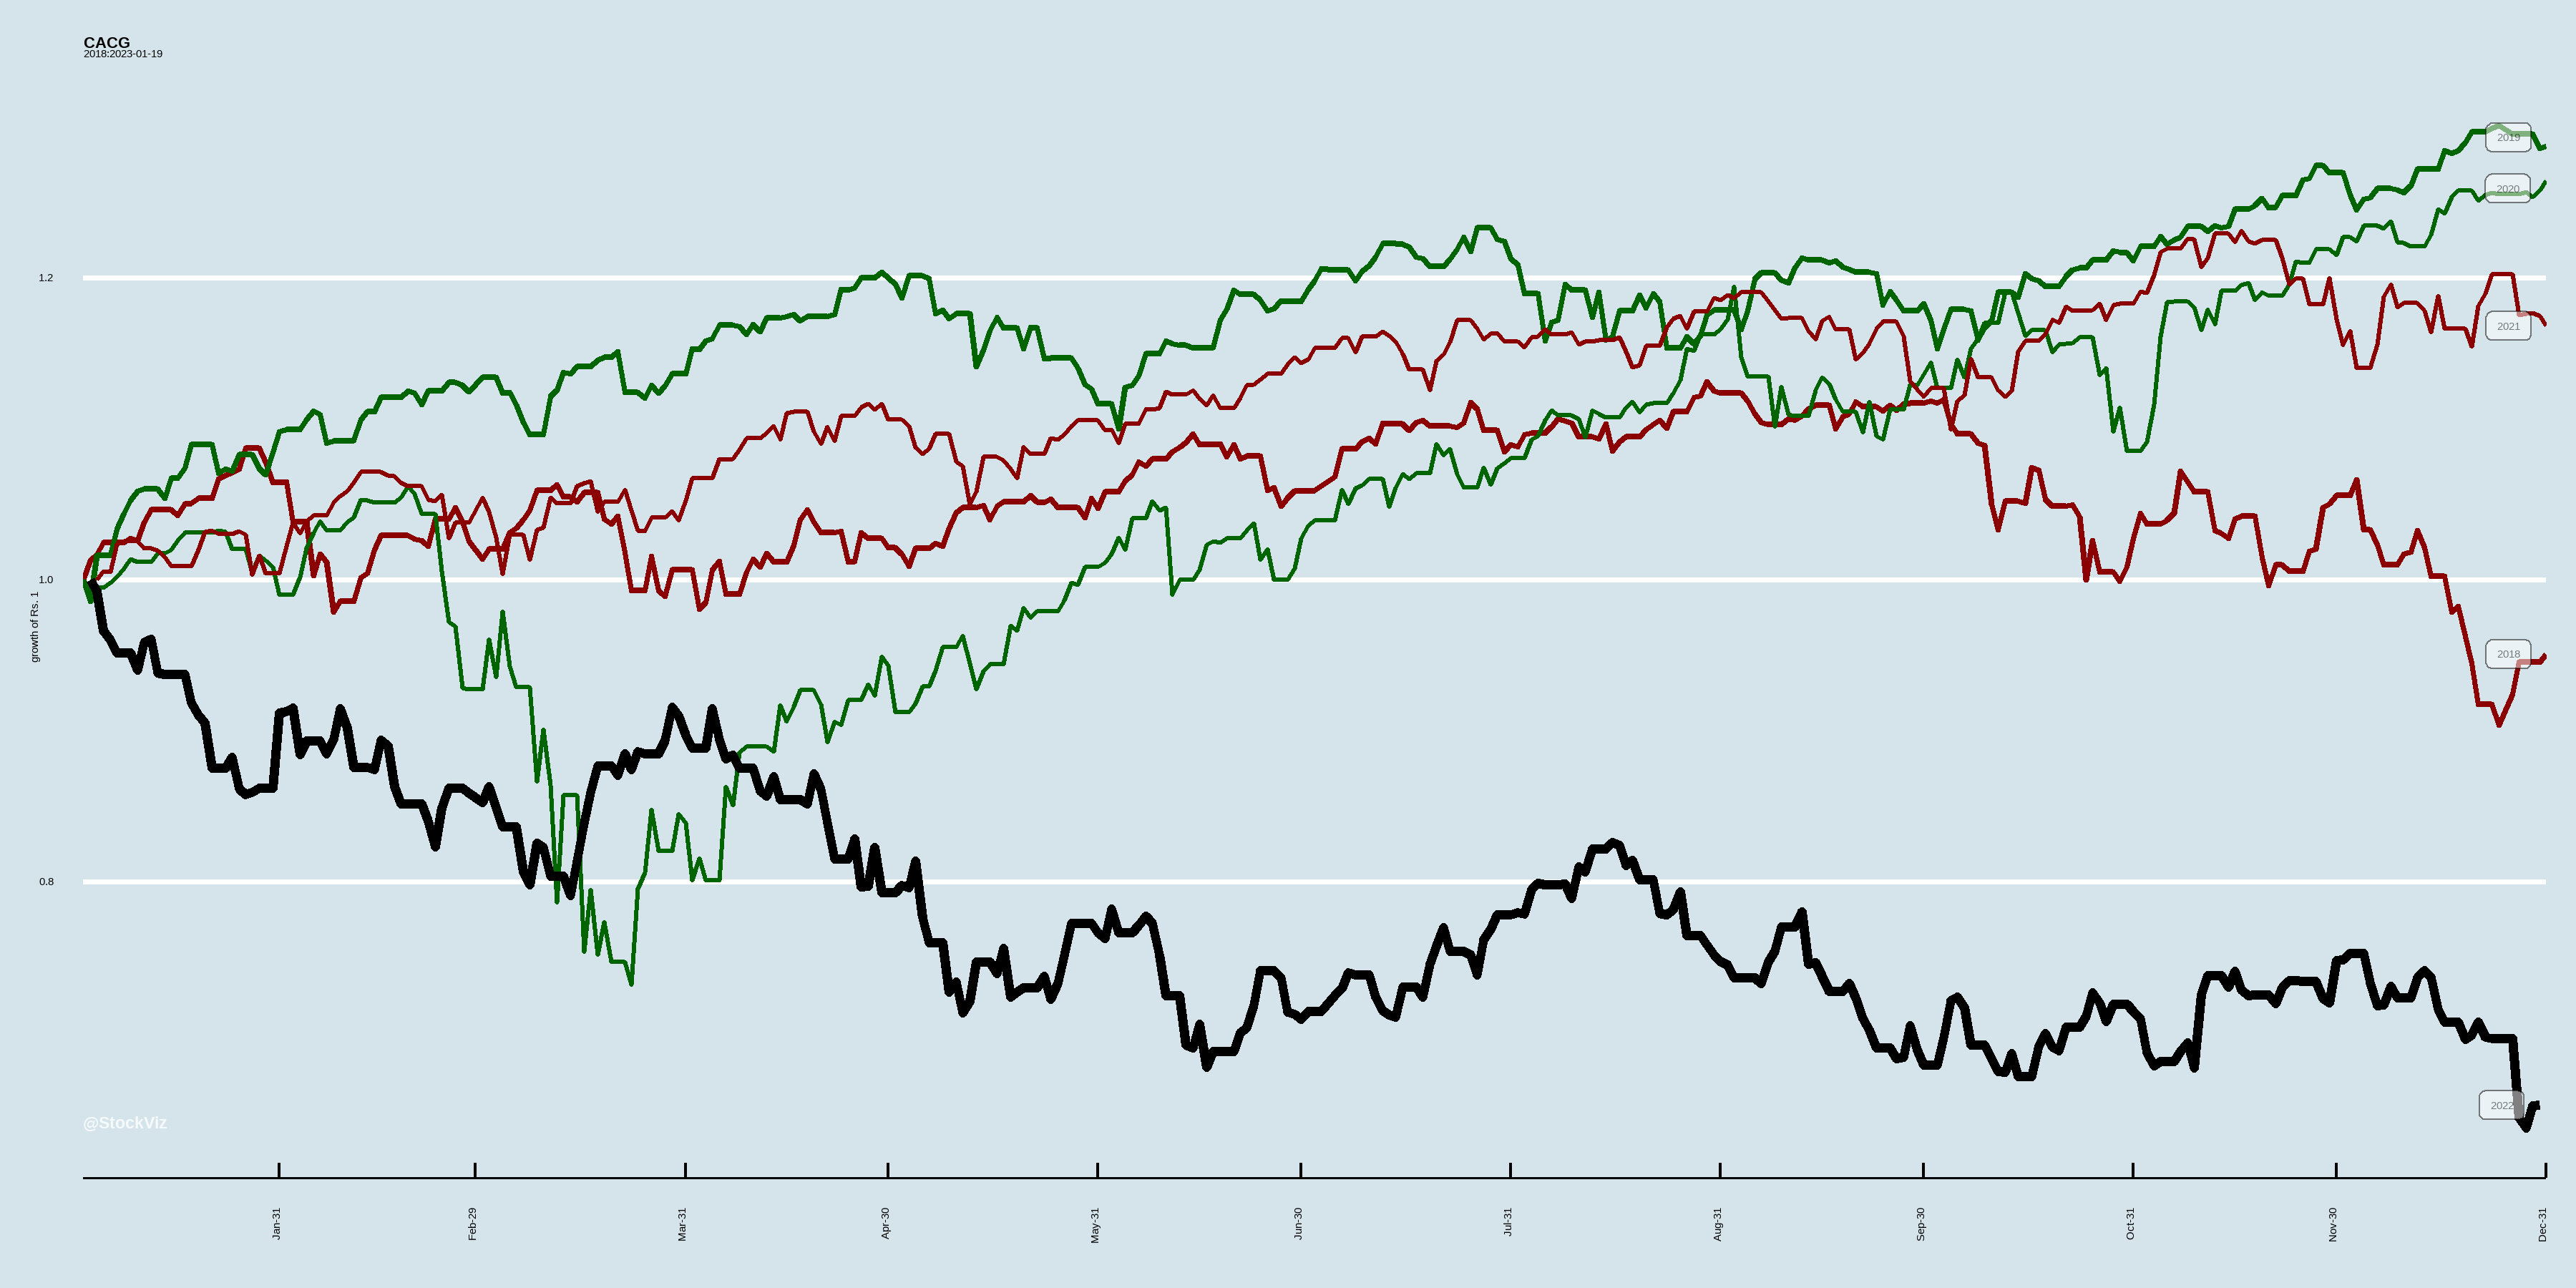 CACG
2018:2023-01-19
2019
2020
1.2
2021
1.0
growth of Rs. 1
2018
0.8
2022
@StockViz
Jan-31
Feb-29
Mar-31
Apr-30
May-31
Jun-30
Jul-31
Aug-31
Sep-30
Oct-31
Nov-30
Dec-31